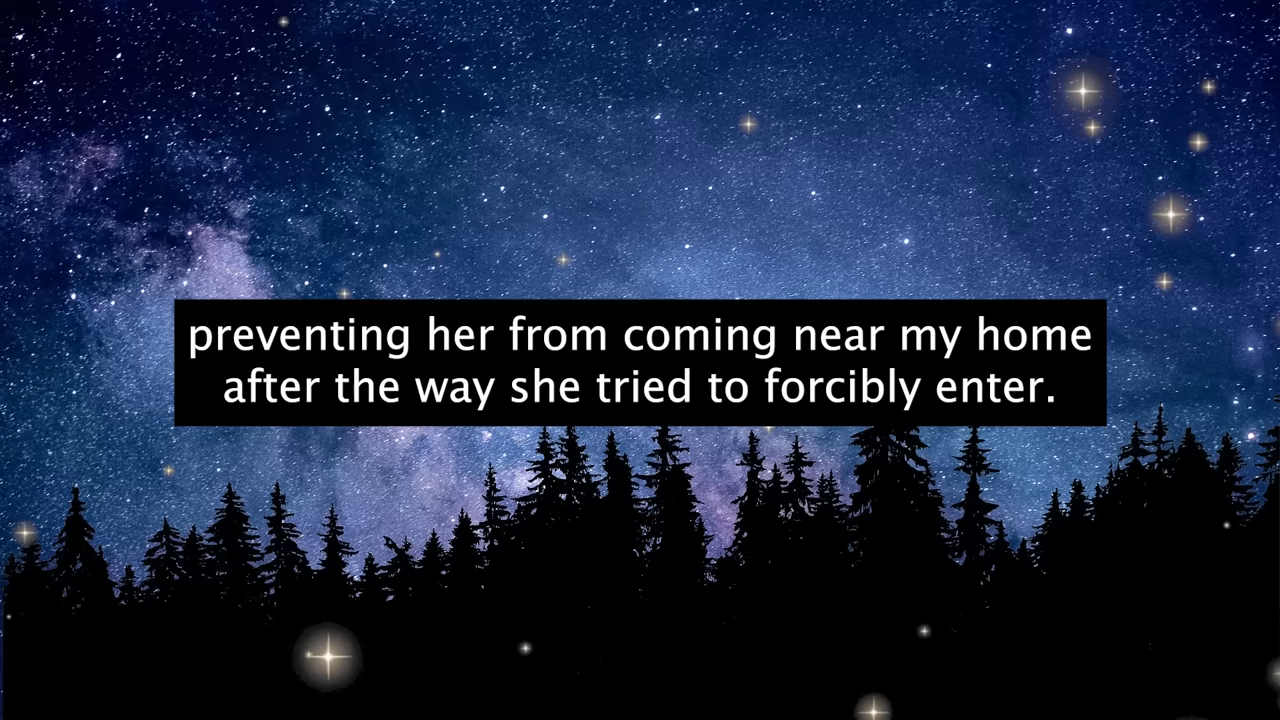 preventing her from coming near my home
after the way she tried to forcibly enter.